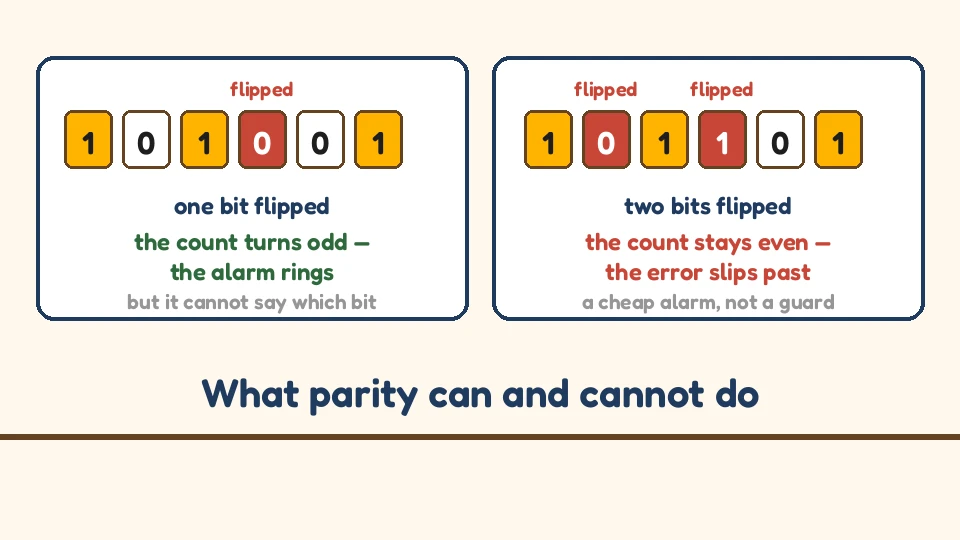 flipped
1 0 1 0 0 1
one bit flipped
the count turns odd —
the alarm rings
but it cannot say which bit
flipped flipped
1 0 1 1 0 1
two bits flipped
the count stays even —
the error slips past
a cheap alarm, not a guard
What parity can and cannot do